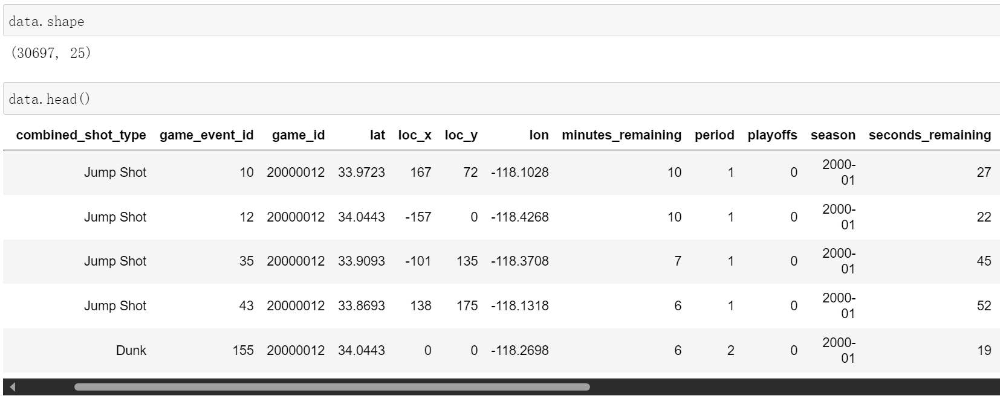 data.shape
(30697, 25)
data.head()
combined_shot_type game_event_id game_id lat loc_x loc_y lon minutes_remaining period playoffs season seconds_remaining
Jump Shot 10 20000012 33.9723 167 72 -118.1028 10 1 0 2000-01 27
Jump Shot 12 20000012 34.0443 -157 0 -118.4268 10 1 0 2000-01 22
Jump Shot 35 20000012 33.9093 -101 135 -118.3708 7 1 0 2000-01 45
Jump Shot 43 20000012 33.8693 138 175 -118.1318 6 1 0 2000-01 52
Dunk 155 20000012 34.0443 0 0 -118.2698 6 2 0 2000-01 19